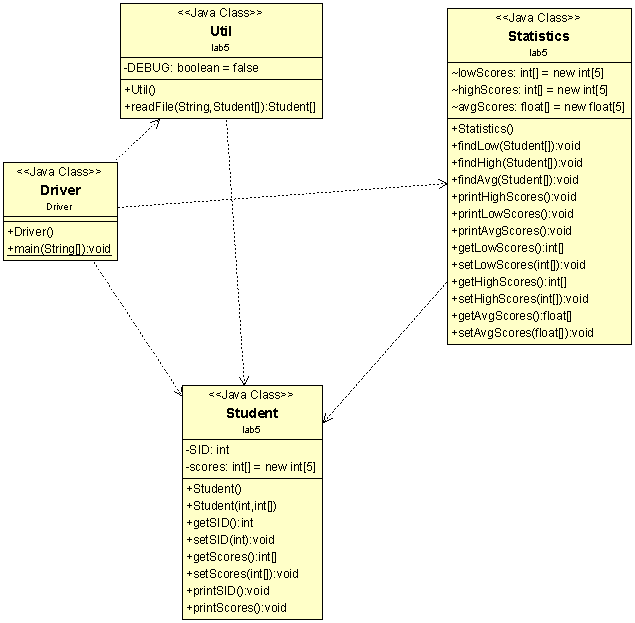 <<Java Class>>
Util
lab5
-DEBUG: boolean = false
+Util()
+readFile(String,Student[]):Student[]
<<Java Class>>
Statistics
lab5
~lowScores: int[] = new int[5]
~highScores: int[] = new int[5]
~avgScores: float[] = new float[5]
+Statistics()
+findLow(Student[]):void
+findHigh(Student[]):void
+findAvg(Student[]):void
+printHighScores():void
+printLowScores():void
+printAvgScores():void
+getLowScores():int[]
+setLowScores(int[]):void
+getHighScores():int[]
+setHighScores(int[]):void
+getAvgScores():float[]
+setAvgScores(float[]):void
<<Java Class>>
Driver
Driver
+Driver()
+main(String[]):void
<<Java Class>>
Student
lab5
-SID: int
-scores: int[] = new int[5]
+Student()
+Student(int,int[])
+getSID():int
+setSID(int):void
+getScores():int[]
+setScores(int[]):void
+printSID():void
+printScores():void